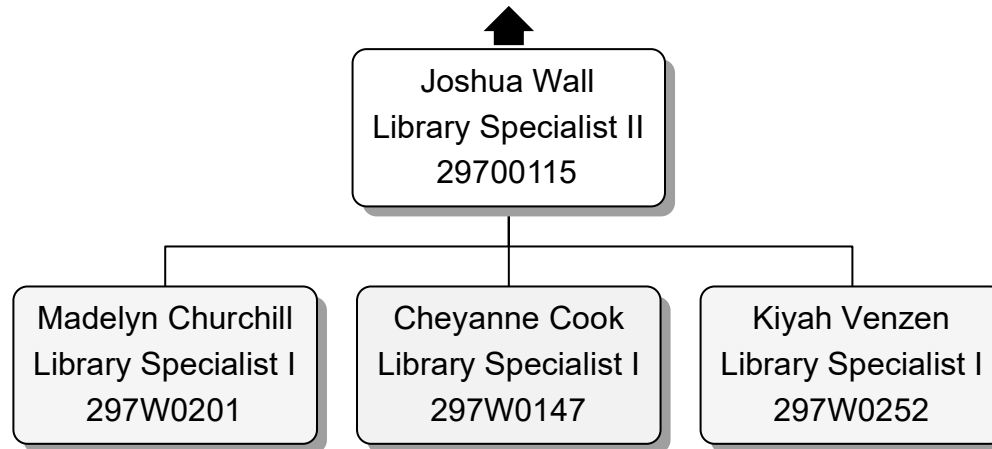 Joshua Wall
Library Specialist II
29700115
Madelyn Churchill
Library Specialist I
297W0201
Cheyanne Cook
Library Specialist I
297W0147
Kiyah Venzen
Library Specialist I
297W0252